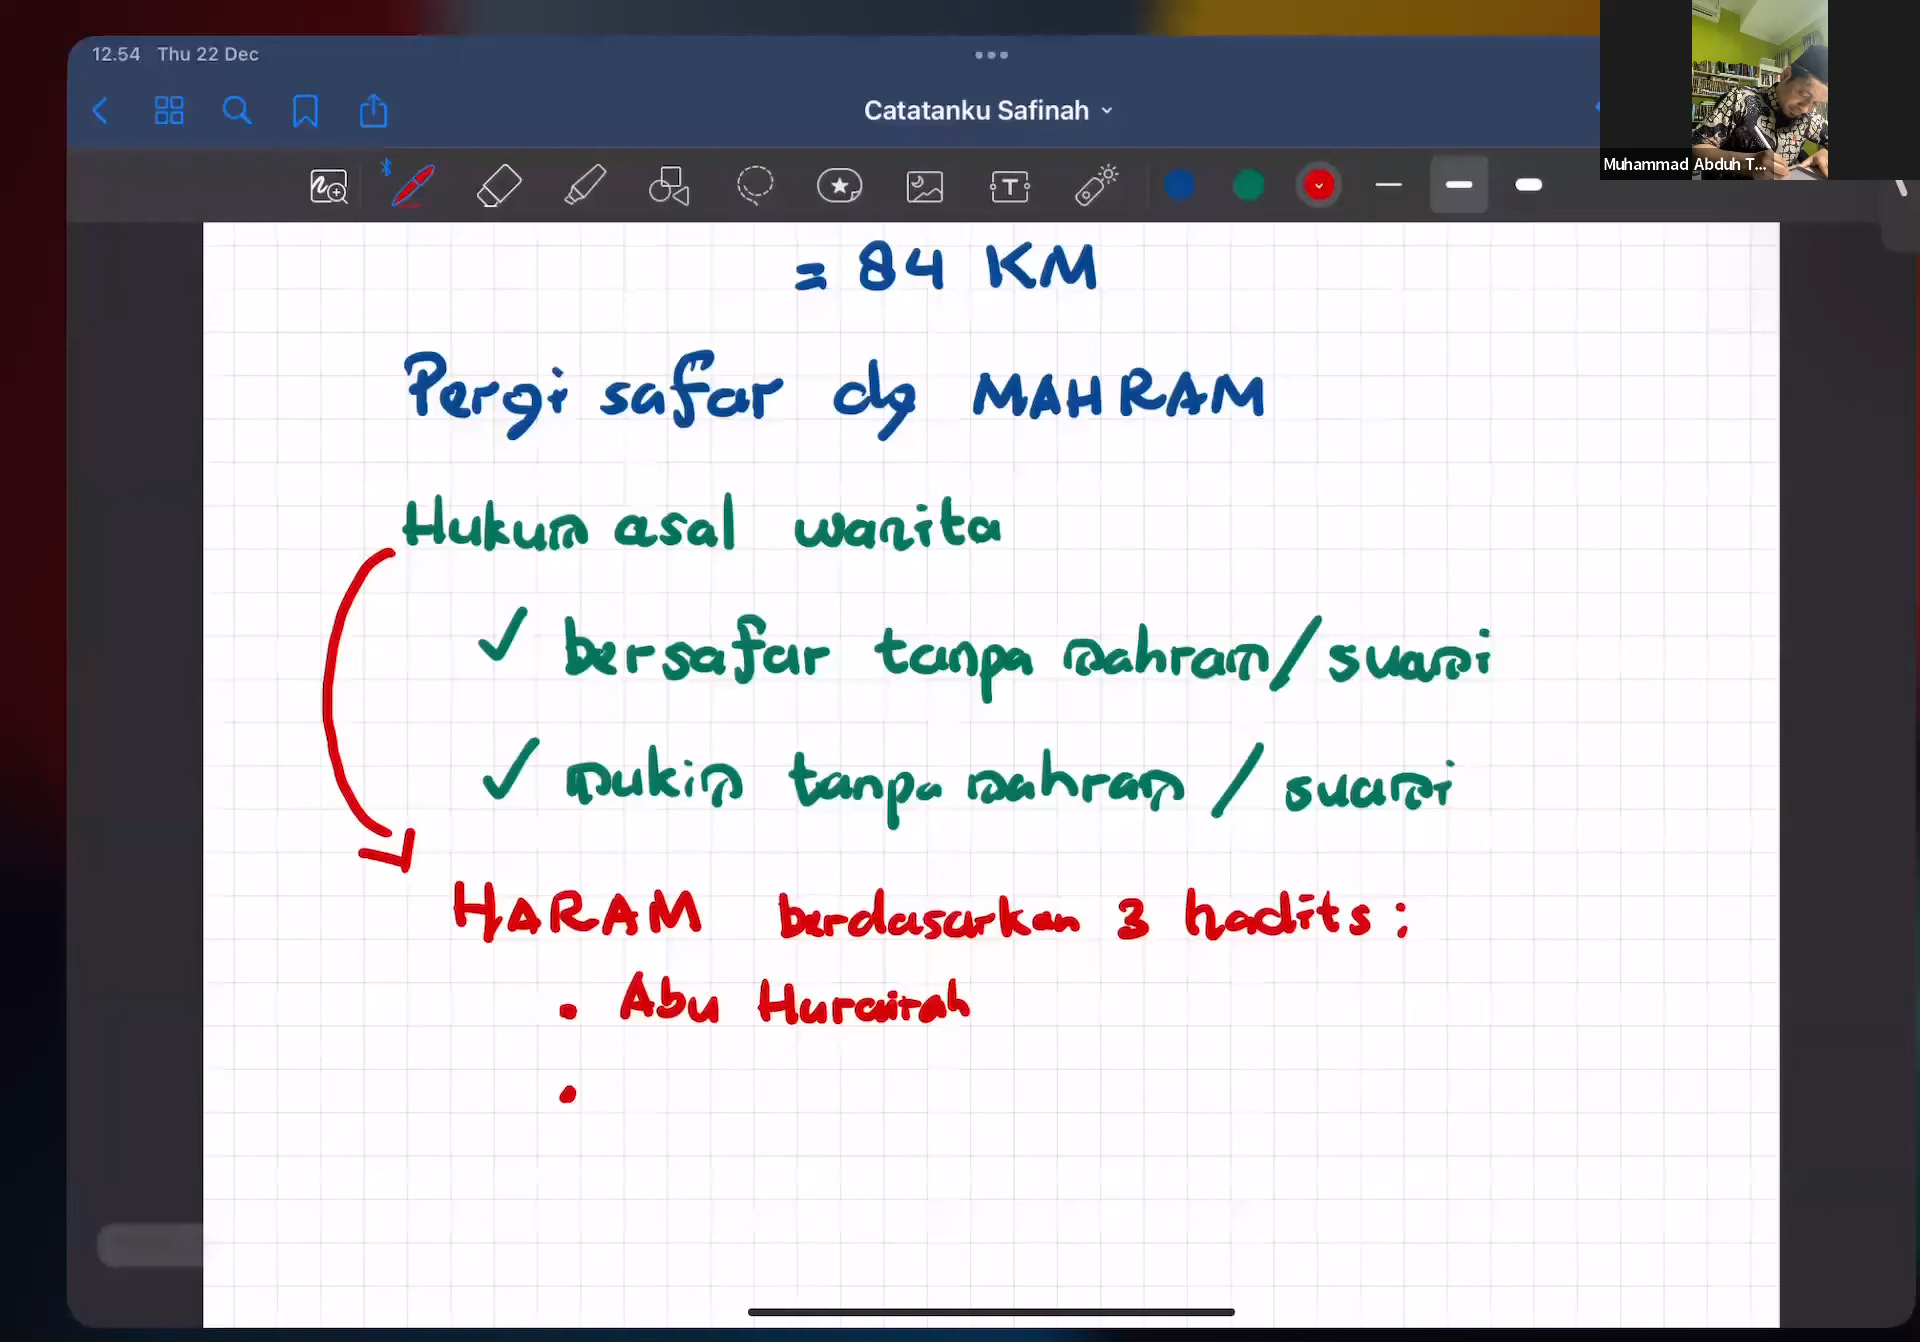 12.54 Thu 22 Dec
Catatanku Safinah
Muhammad Abduh T...
= 84 KM
Pergi safar dg MAHRAM
Hukum asal wanita
✓ bersafar tanpa mahram/suami
✓ mukim tanpa mahram / suami
HARAM berdasarkan 3 hadits :
• Abu Hurairah
•